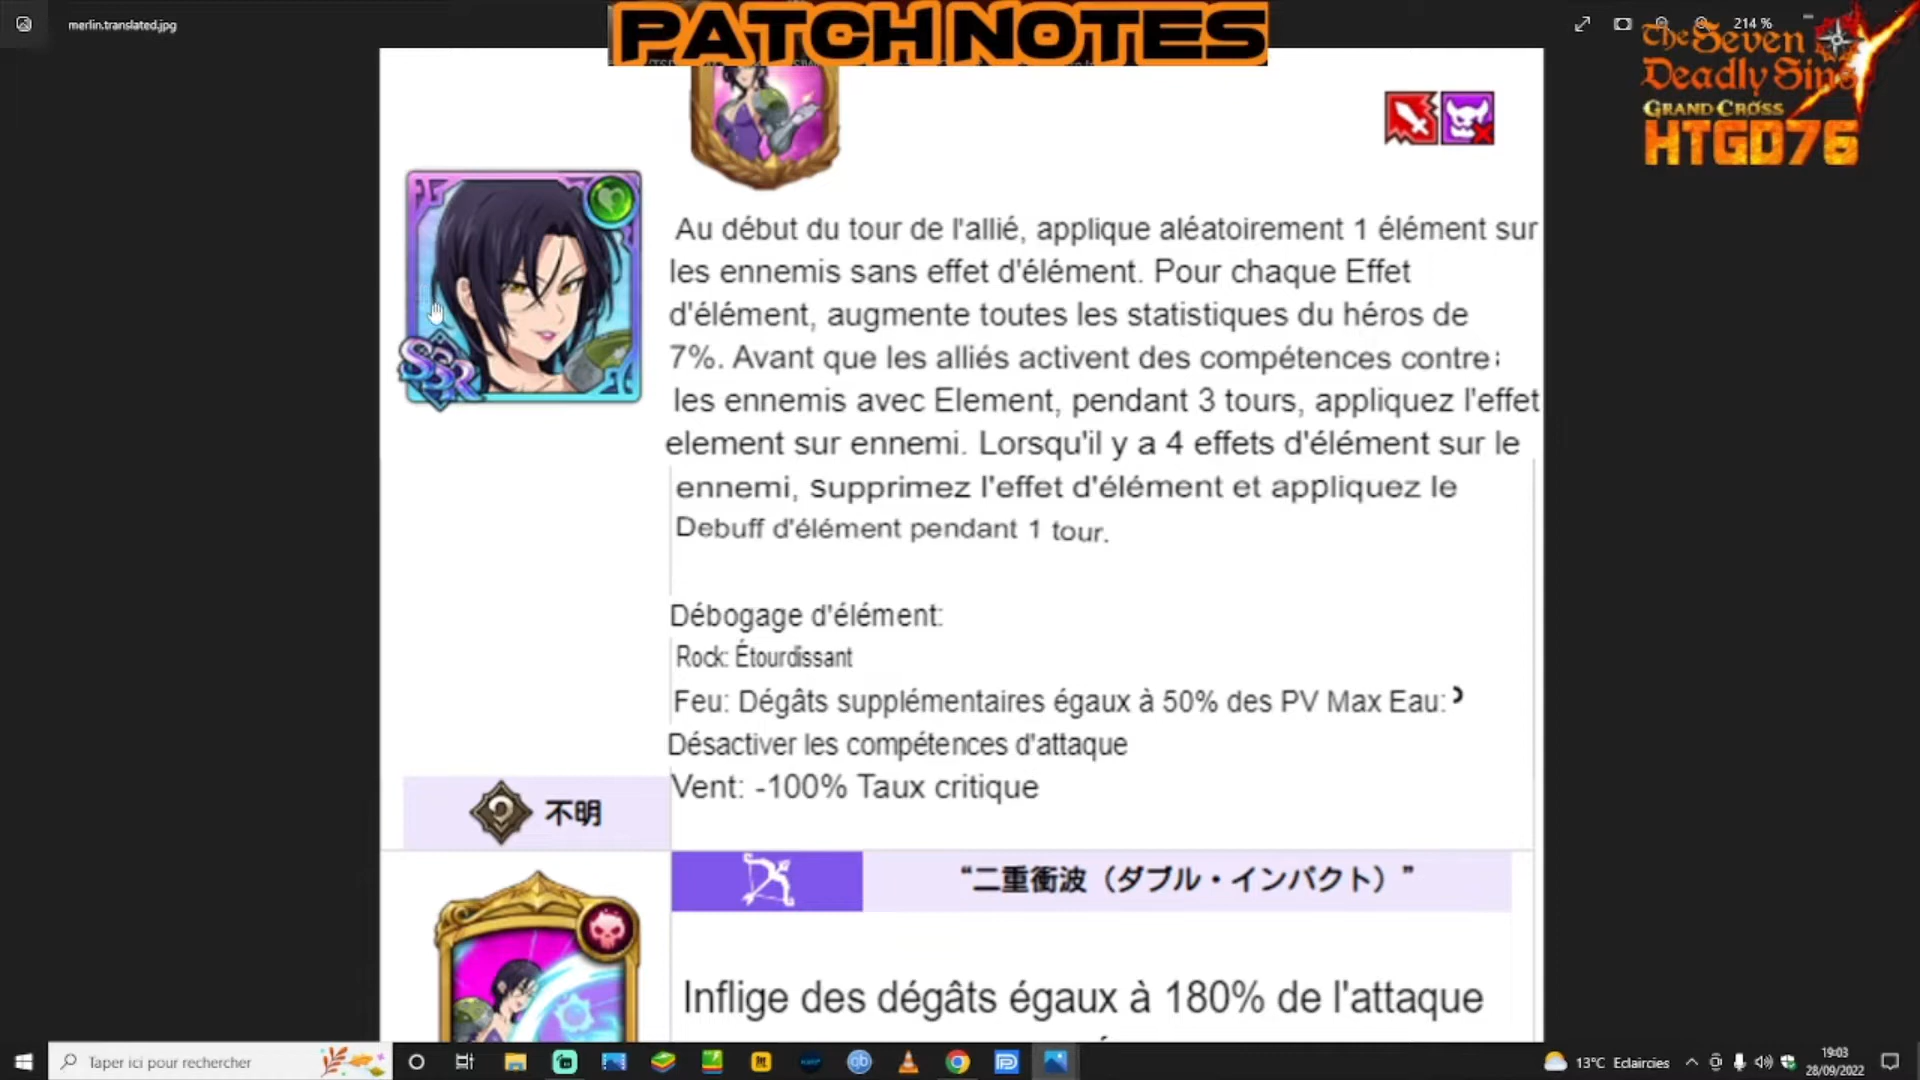 merlin.translated.jpg
PATCH NOTES
214 %
The Seven
Deadly Sins
GRAND CROSS
HTGD76
Au début du tour de l'allié, applique aléatoirement 1 élément sur
les ennemis sans effet d'élément. Pour chaque Effet
d'élément, augmente toutes les statistiques du héros de
7%. Avant que les alliés activent des compétences contre
les ennemis avec Element, pendant 3 tours, appliquez l'effet
element sur ennemi. Lorsqu'il y a 4 effets d'élément sur le
ennemi, supprimez l'effet d'élément et appliquez le
Debuff d'élément pendant 1 tour.
SSR
Débogage d'élément:
Rock: Étourdissant
Feu: Dégâts supplémentaires égaux à 50% des PV Max Eau:
Désactiver les compétences d'attaque
Vent: -100% Taux critique
不明
“二重衝波（ダブル・インパクト）”
Inflige des dégâts égaux à 180% de l'attaque
Taper ici pour rechercher
13°C Eclaircies
19:03
28/09/2022